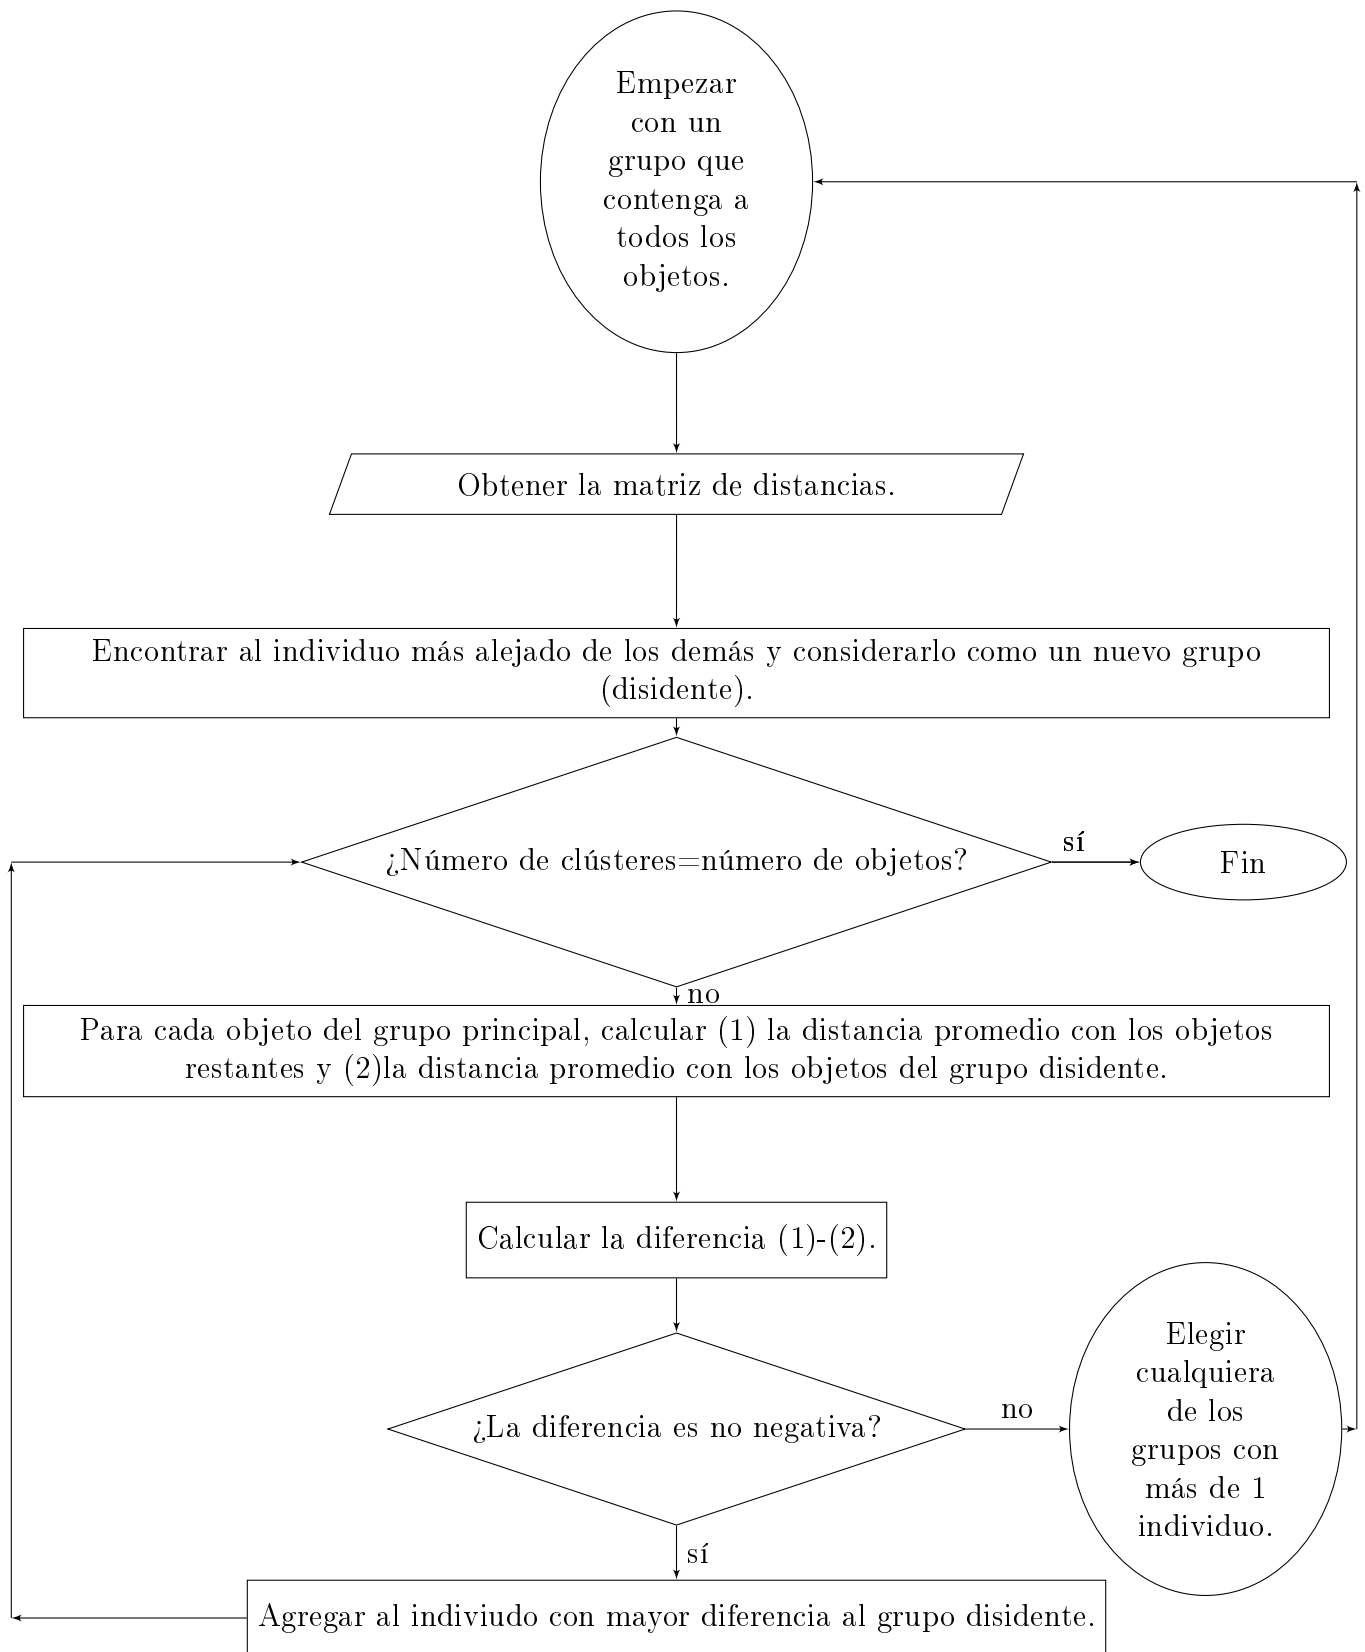 Empezar
con un
grupo que
contenga a
todos los
objetos.
Obtener la matriz de distancias.
Encontrar al individuo más alejado de los demás y considerarlo como un nuevo grupo
(disidente).
¿Número de clústeres=número de objetos?
sí
Fin
no
Para cada objeto del grupo principal, calcular (1) la distancia promedio con los objetos
restantes y (2)la distancia promedio con los objetos del grupo disidente.
Calcular la diferencia (1)-(2).
¿La diferencia es no negativa?
no
Elegir
cualquiera
de los
grupos con
más de 1
individuo.
sí
Agregar al indiviudo con mayor diferencia al grupo disidente.